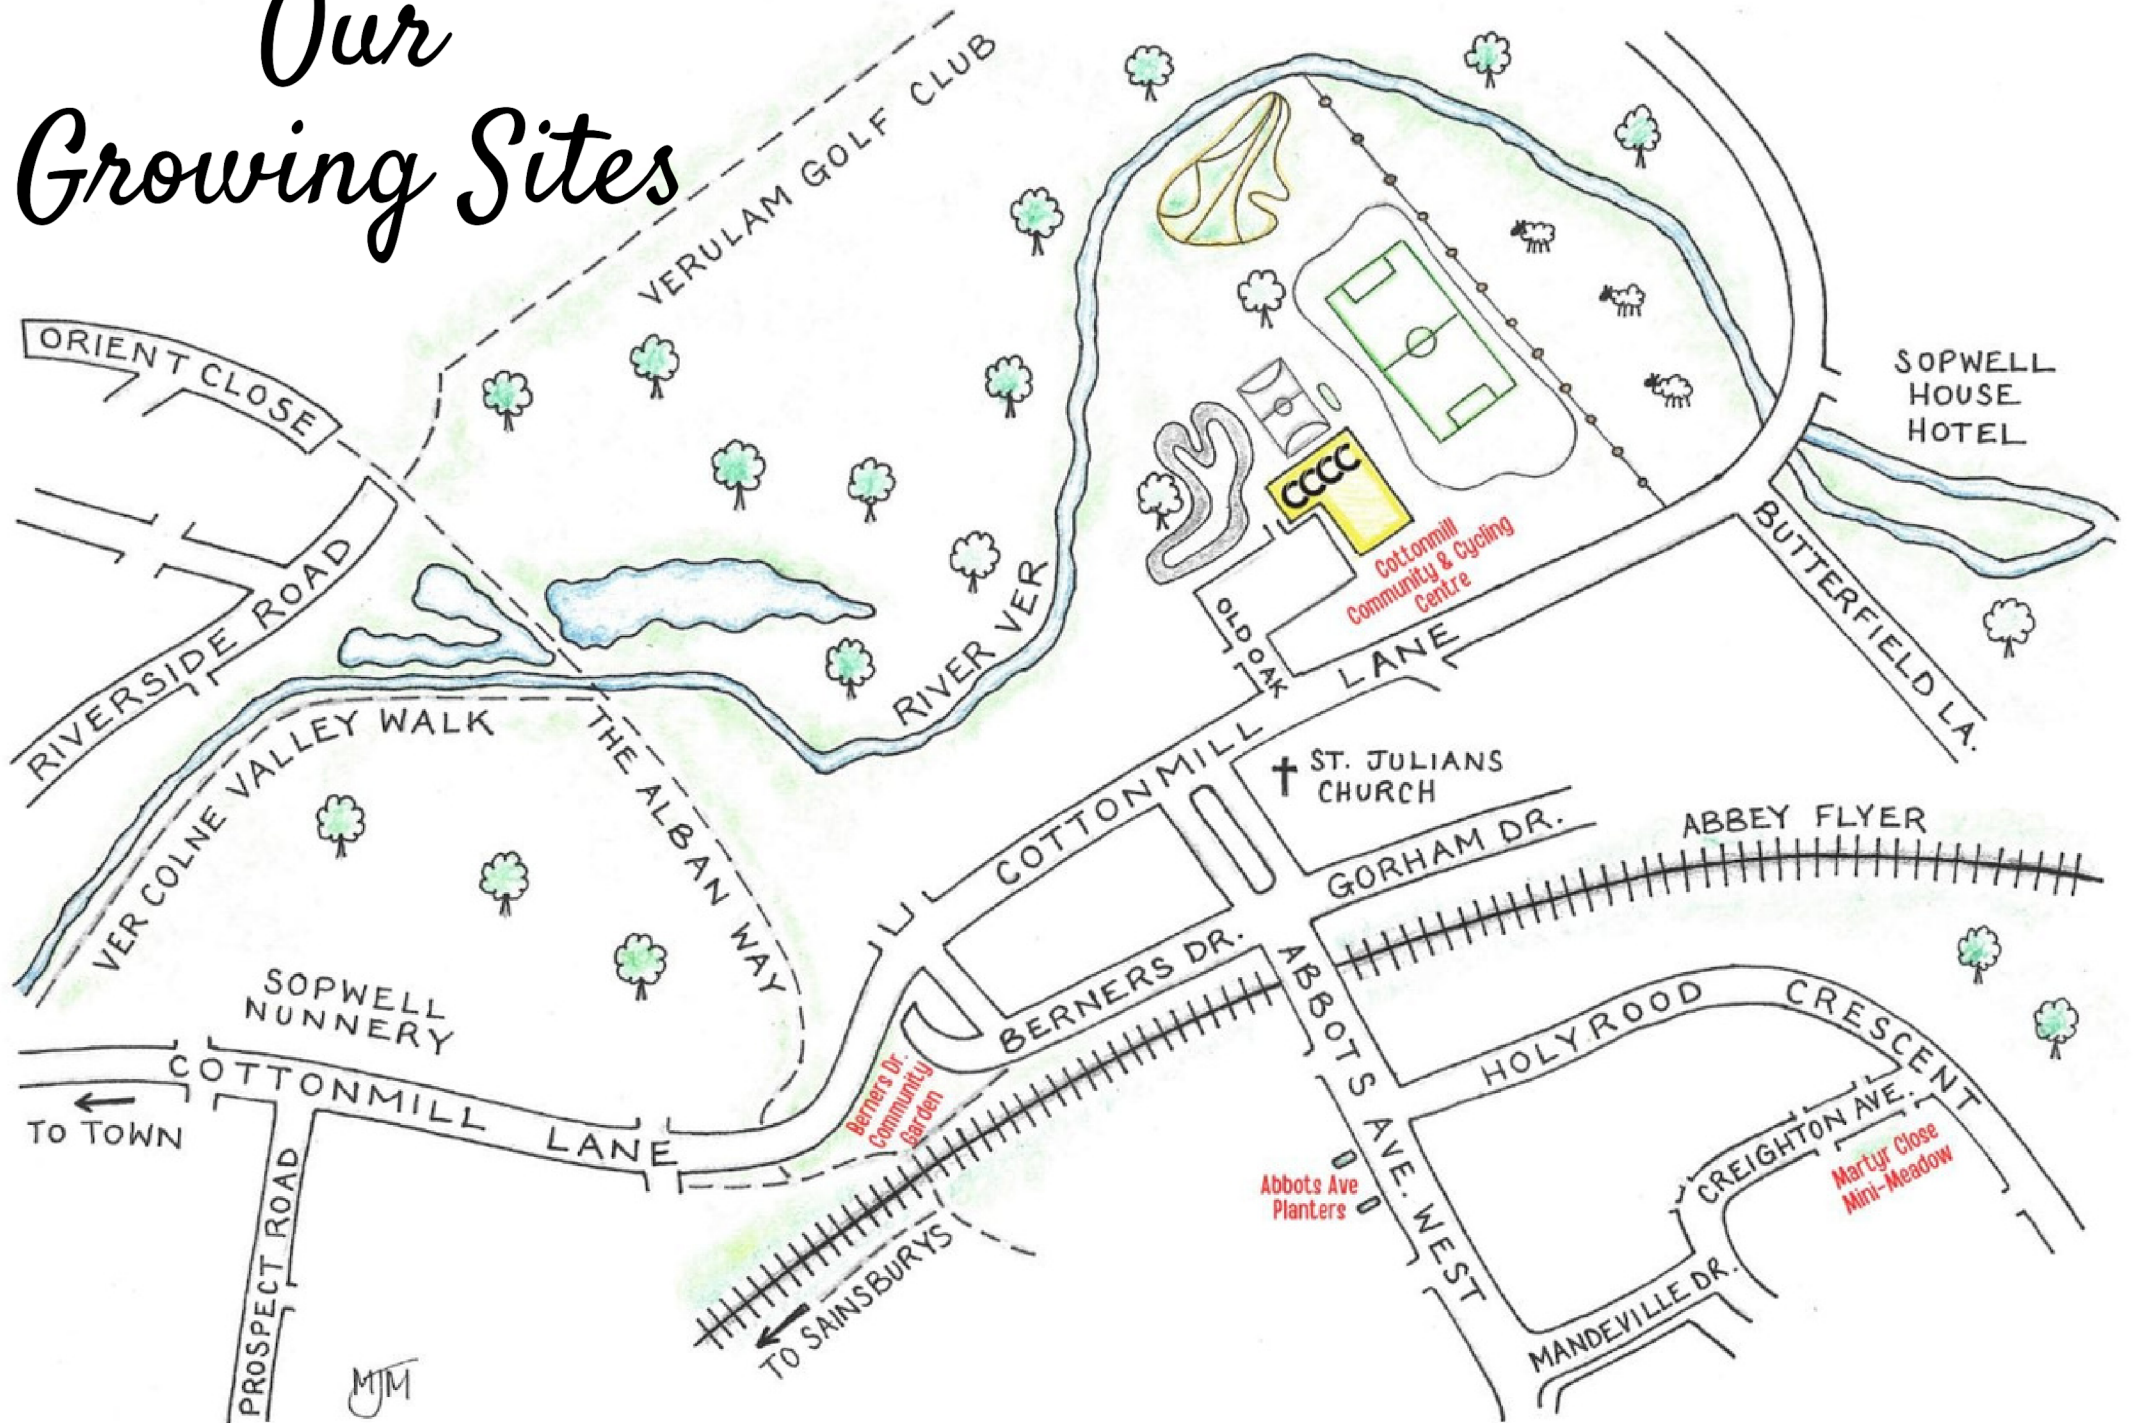 Our
Growing Sites
VERULAM GOLF CLUB
ORIENT CLOSE
RIVERSIDE ROAD
RIVER VER
VER COLNE VALLEY WALK
THE ALBAN WAY
SOPWELL
HOUSE
HOTEL
CCCC
Cottonmill
Community & Cycling
Centre
OLD OAK
BUTTERFIELD LA.
COTTONMILL LANE
ST. JULIANS
CHURCH
GORHAM DR.
ABBEY FLYER
BERNERS DR.
ABBOTS AVE. WEST
HOLYROOD CRESCENT
SOPWELL
NUNNERY
COTTONMILL LANE
TO TOWN
PROSPECT ROAD
Berners Dr.
Community
Garden
TO SAINSBURYS
Abbots Ave
Planters
CREIGHTON AVE.
Martyr Close
Mini-Meadow
MANDEVILLE DR.
MJM